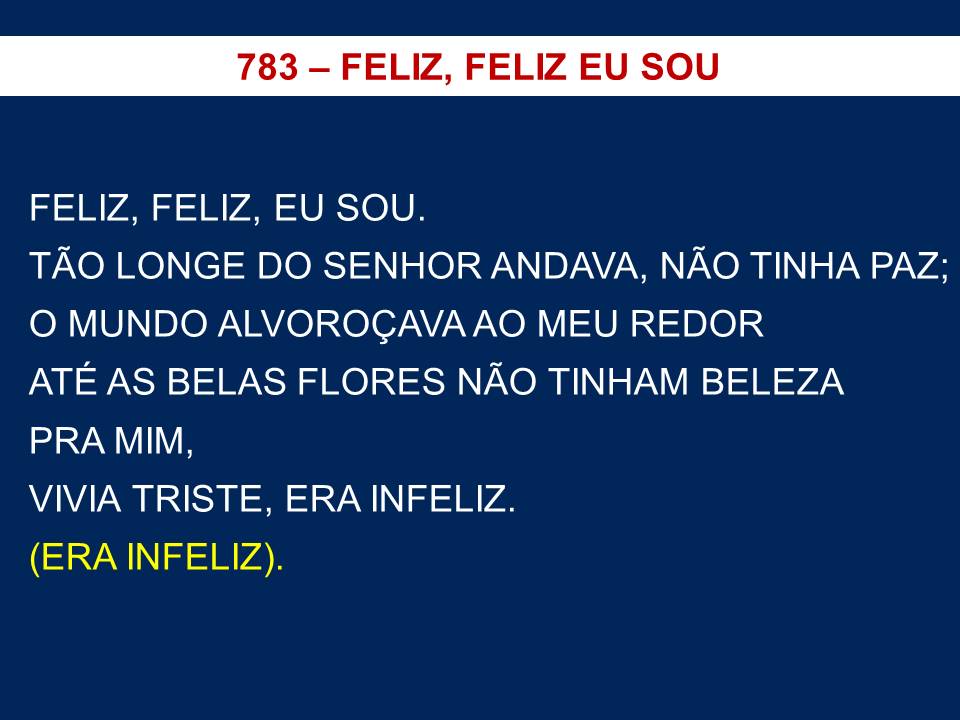 783 – FELIZ, FELIZ EU SOU
FELIZ, FELIZ, EU SOU.
TÃO LONGE DO SENHOR ANDAVA, NÃO TINHA PAZ;
O MUNDO ALVOROÇAVA AO MEU REDOR
ATÉ AS BELAS FLORES NÃO TINHAM BELEZA
PRA MIM,
VIVIA TRISTE, ERA INFELIZ.
(ERA INFELIZ).